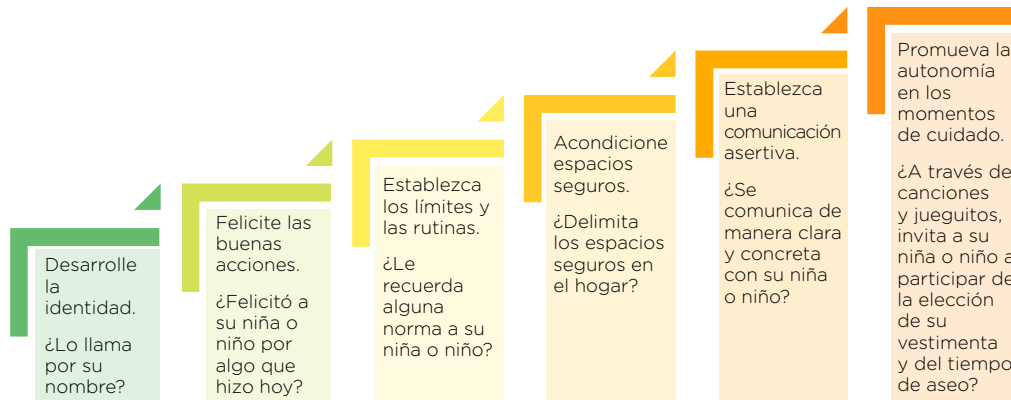 Desarrolle
la
identidad.
¿Lo llama
por su
nombre?
Felicite las
buenas
acciones.
¿Felicitó a
su niña o
niño por
algo que
hizo hoy?
Establezca
los límites y
las rutinas.
¿Le
recuerda
alguna
norma a su
niña o niño?
Acondicione
espacios
seguros.
¿Delimita
los espacios
seguros en
el hogar?
Establezca
una
comunicación
asertiva.
¿Se
comunica de
manera clara
y concreta
con su niña
o niño?
Promueva la
autonomía
en los
momentos
de cuidado.
¿A través de
canciones
y jueguitos,
invita a su
niña o niño a
participar de
la elección
de su
vestimenta
y del tiempo
de aseo?